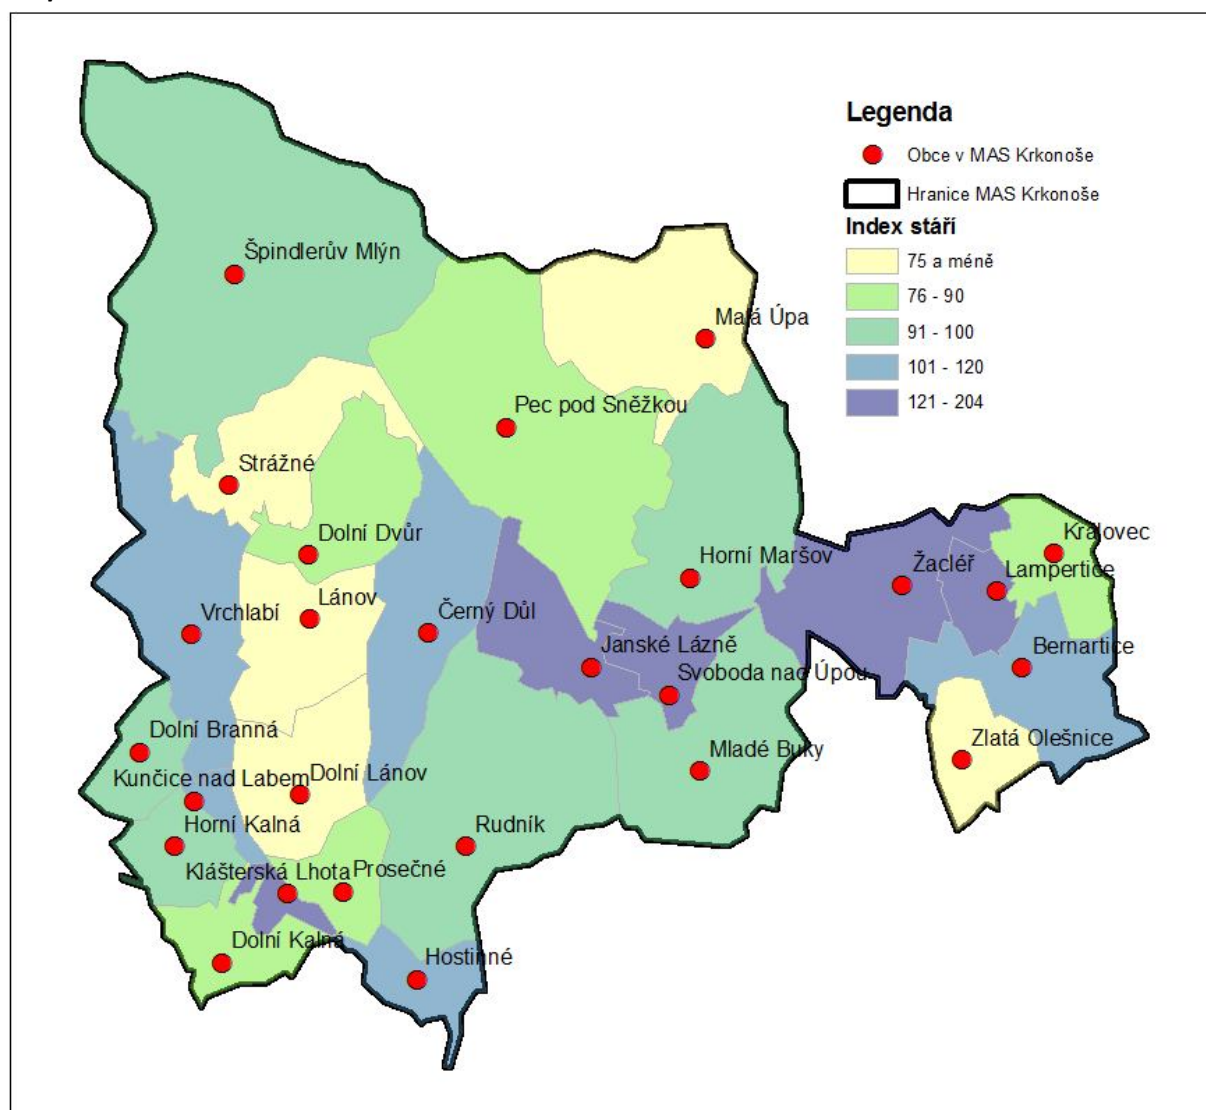 Legenda
Obce v MAS Krkonoše
Hranice MAS Krkonoše
Index stáří
75 a méně
76 - 90
91 - 100
101 - 120
121 - 204
Špindlerův Mlýn
Malá Úpa
Pec pod Sněžkou
Strážné
Dolní Dvůr
Královec
Horní Maršov
Žacléř
Lampertice
Lánov
Vrchlabí
Černý Důl
Janské Lázně
Bernartice
Svoboda nad Úpou
Dolní Branná
Mladé Buky
Zlatá Olešnice
Kunčice nad Labem
Dolní Lánov
Horní Kalná
Rudník
Klášterská Lhota
Prosečné
Dolní Kalná
Hostinné